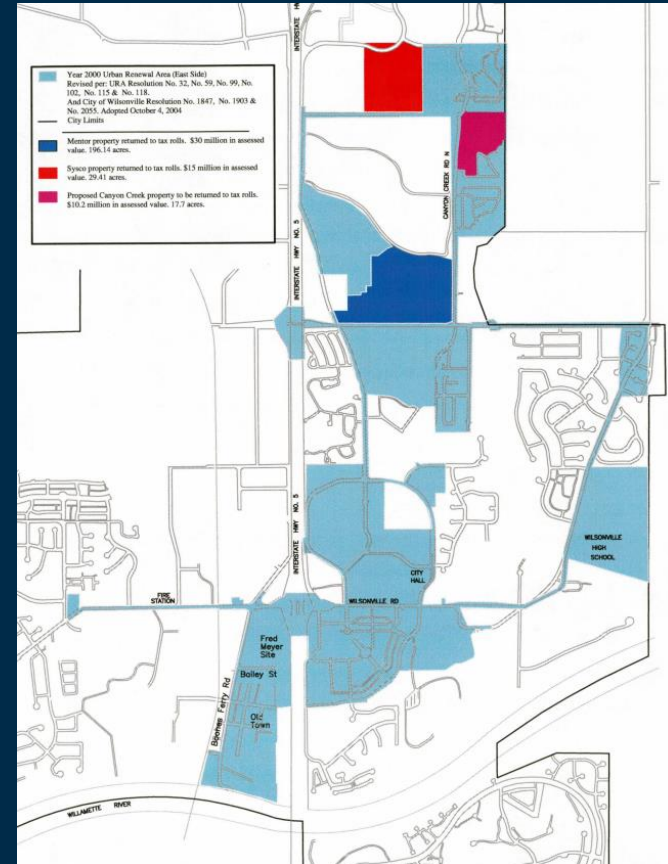 Year 2000 Urban Renewal Area (East Side)
Revised per: URA Resolution No. 32, No. 59, No. 99, No.
102, No. 115 & No. 118.
And City of Wilsonville Resolution No. 1847, No. 1903 &
No. 2055. Adopted October 4, 2004
City Limits
Mentor property returned to tax rolls. $30 million in assessed
value. 196.14 acres.
Sysco property returned to tax rolls. $15 million in assessed
value. 29.41 acres.
Proposed Canyon Creek property to be returned to tax rolls.
$10.2 million in assessed value. 17.7 acres.
INTERSTATE
CANYON CREEK RD N
INTERSTATE HWY NO. 5
INTERSTATE HWY NO. 5
WILSONVILLE
HIGH
SCHOOL
CITY
HALL
FIRE
STATION
WILSONVILLE RD
Fred
Meyer
Site
Bailey St
Boones Ferry Rd
Old
Town
WILLAMETTE RIVER